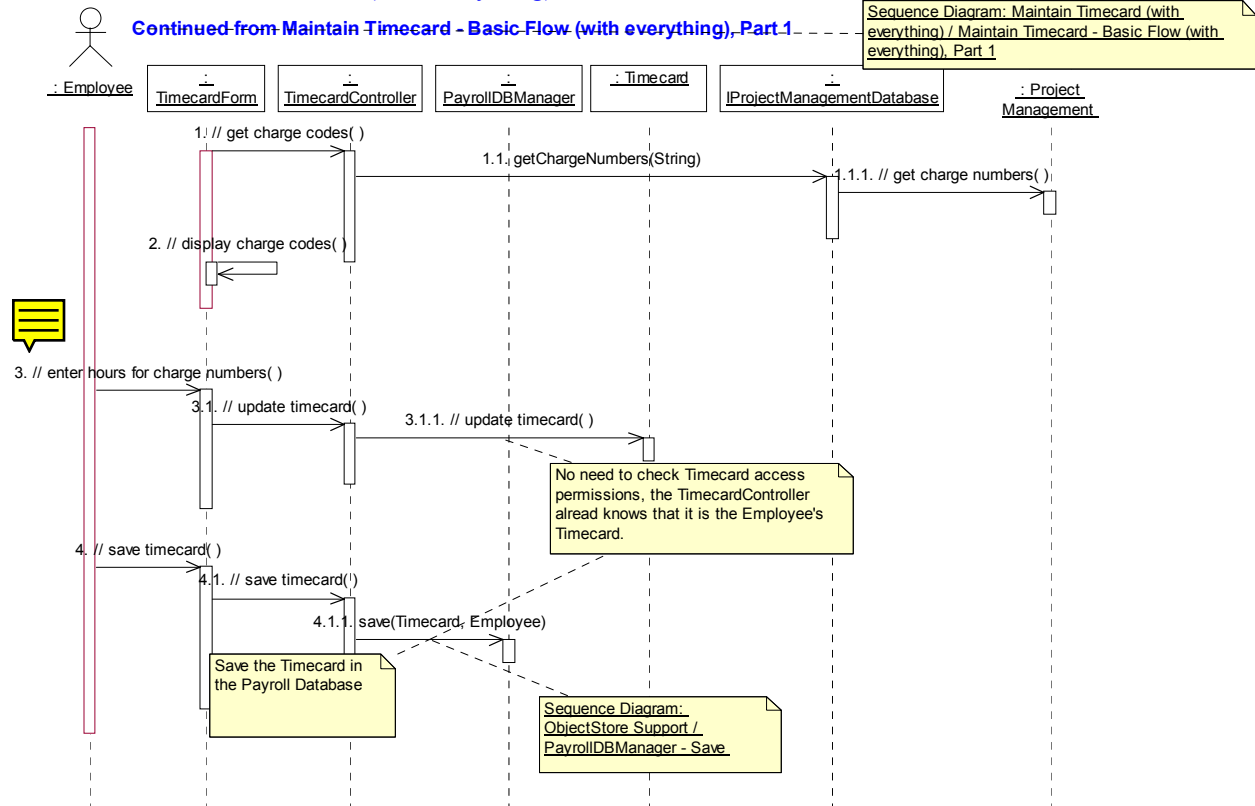 Continued from Maintain Timecard - Basic Flow (with everything), Part 1
Sequence Diagram: Maintain Timecard (with
everything) / Maintain Timecard - Basic Flow (with
everything), Part 1
: Employee
:
TimecardForm
:
TimecardController
:
PayrollDBManager
: Timecard
:
IProjectManagementDatabase
: Project
Management
1. // get charge codes( )
1.1. getChargeNumbers(String)
1.1.1. // get charge numbers( )
2. // display charge codes( )
3. // enter hours for charge numbers( )
3.1. // update timecard( )
3.1.1. // update timecard( )
No need to check Timecard access
permissions, the TimecardController
alread knows that it is the Employee's
Timecard.
4. // save timecard( )
4.1. // save timecard( )
4.1.1. save(Timecard, Employee)
Save the Timecard in
the Payroll Database
Sequence Diagram:
ObjectStore Support /
PayrollDBManager - Save